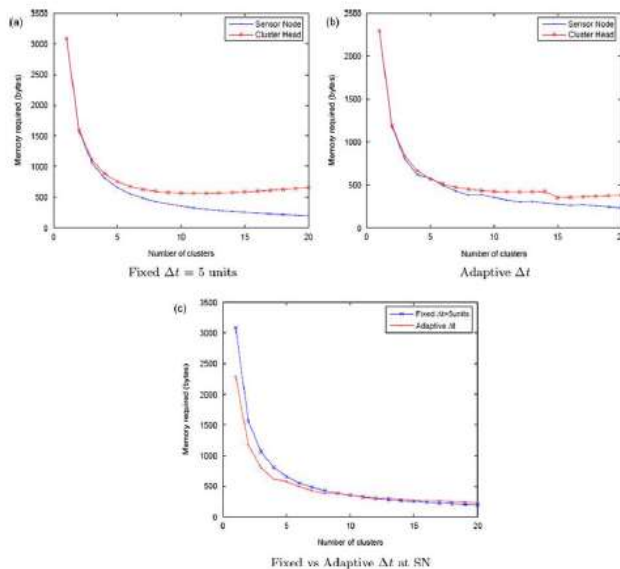 (a)
Sensor Node
Cluster Head
3500
3000
2500
2000
1500
1000
500
0
Memory required (bytes)
0 5 10 15 20
Number of clusters
Fixed Δt = 5 units
(b)
Sensor Node
Cluster Head
2500
2000
1500
1000
500
0
Memory required (bytes)
0 5 10 15 20
Number of clusters
Adaptive Δt
(c)
Fixed Δt=5units
Adaptive Δt
3500
3000
2500
2000
1500
1000
500
0
Memory required (bytes)
0 5 10 15 20
Number of clusters
Fixed vs Adaptive Δt at SN